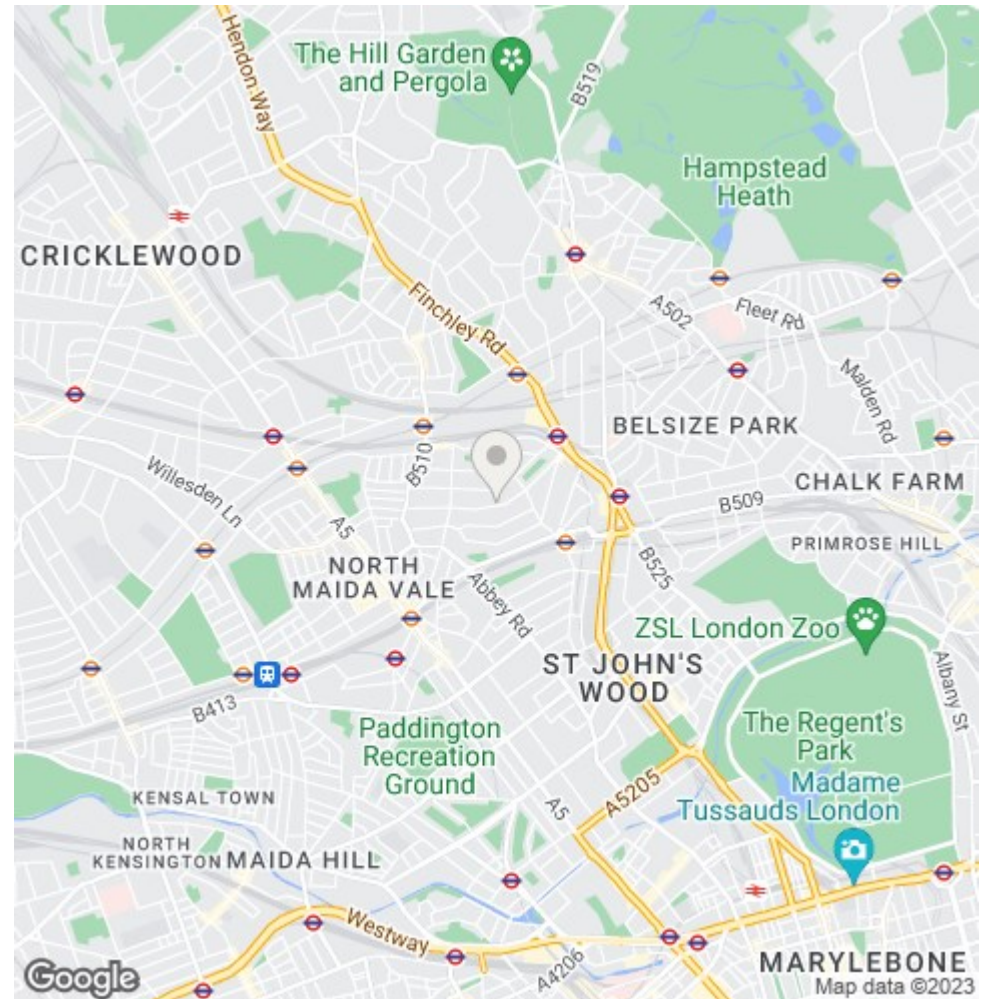 Hendon Way
The Hill Garden
and Pergola
B519
Hampstead
Heath
CRICKLEWOOD
Finchley Rd
A502
Fleet Rd
Malden Rd
BELSIZE PARK
B510
Willesden Ln
A5
CHALK FARM
B509
PRIMROSE HILL
NORTH
MAIDA VALE
Abbey Rd
B525
ZSL London Zoo
Albany St
ST JOHN'S
WOOD
B413
Paddington
Recreation
Ground
The Regent's
Park
Madame
Tussauds London
KENSAL TOWN
A5
A5205
NORTH
KENSINGTON
MAIDA HILL
Westway
A4206
MARYLEBONE
Google
Map data ©2023